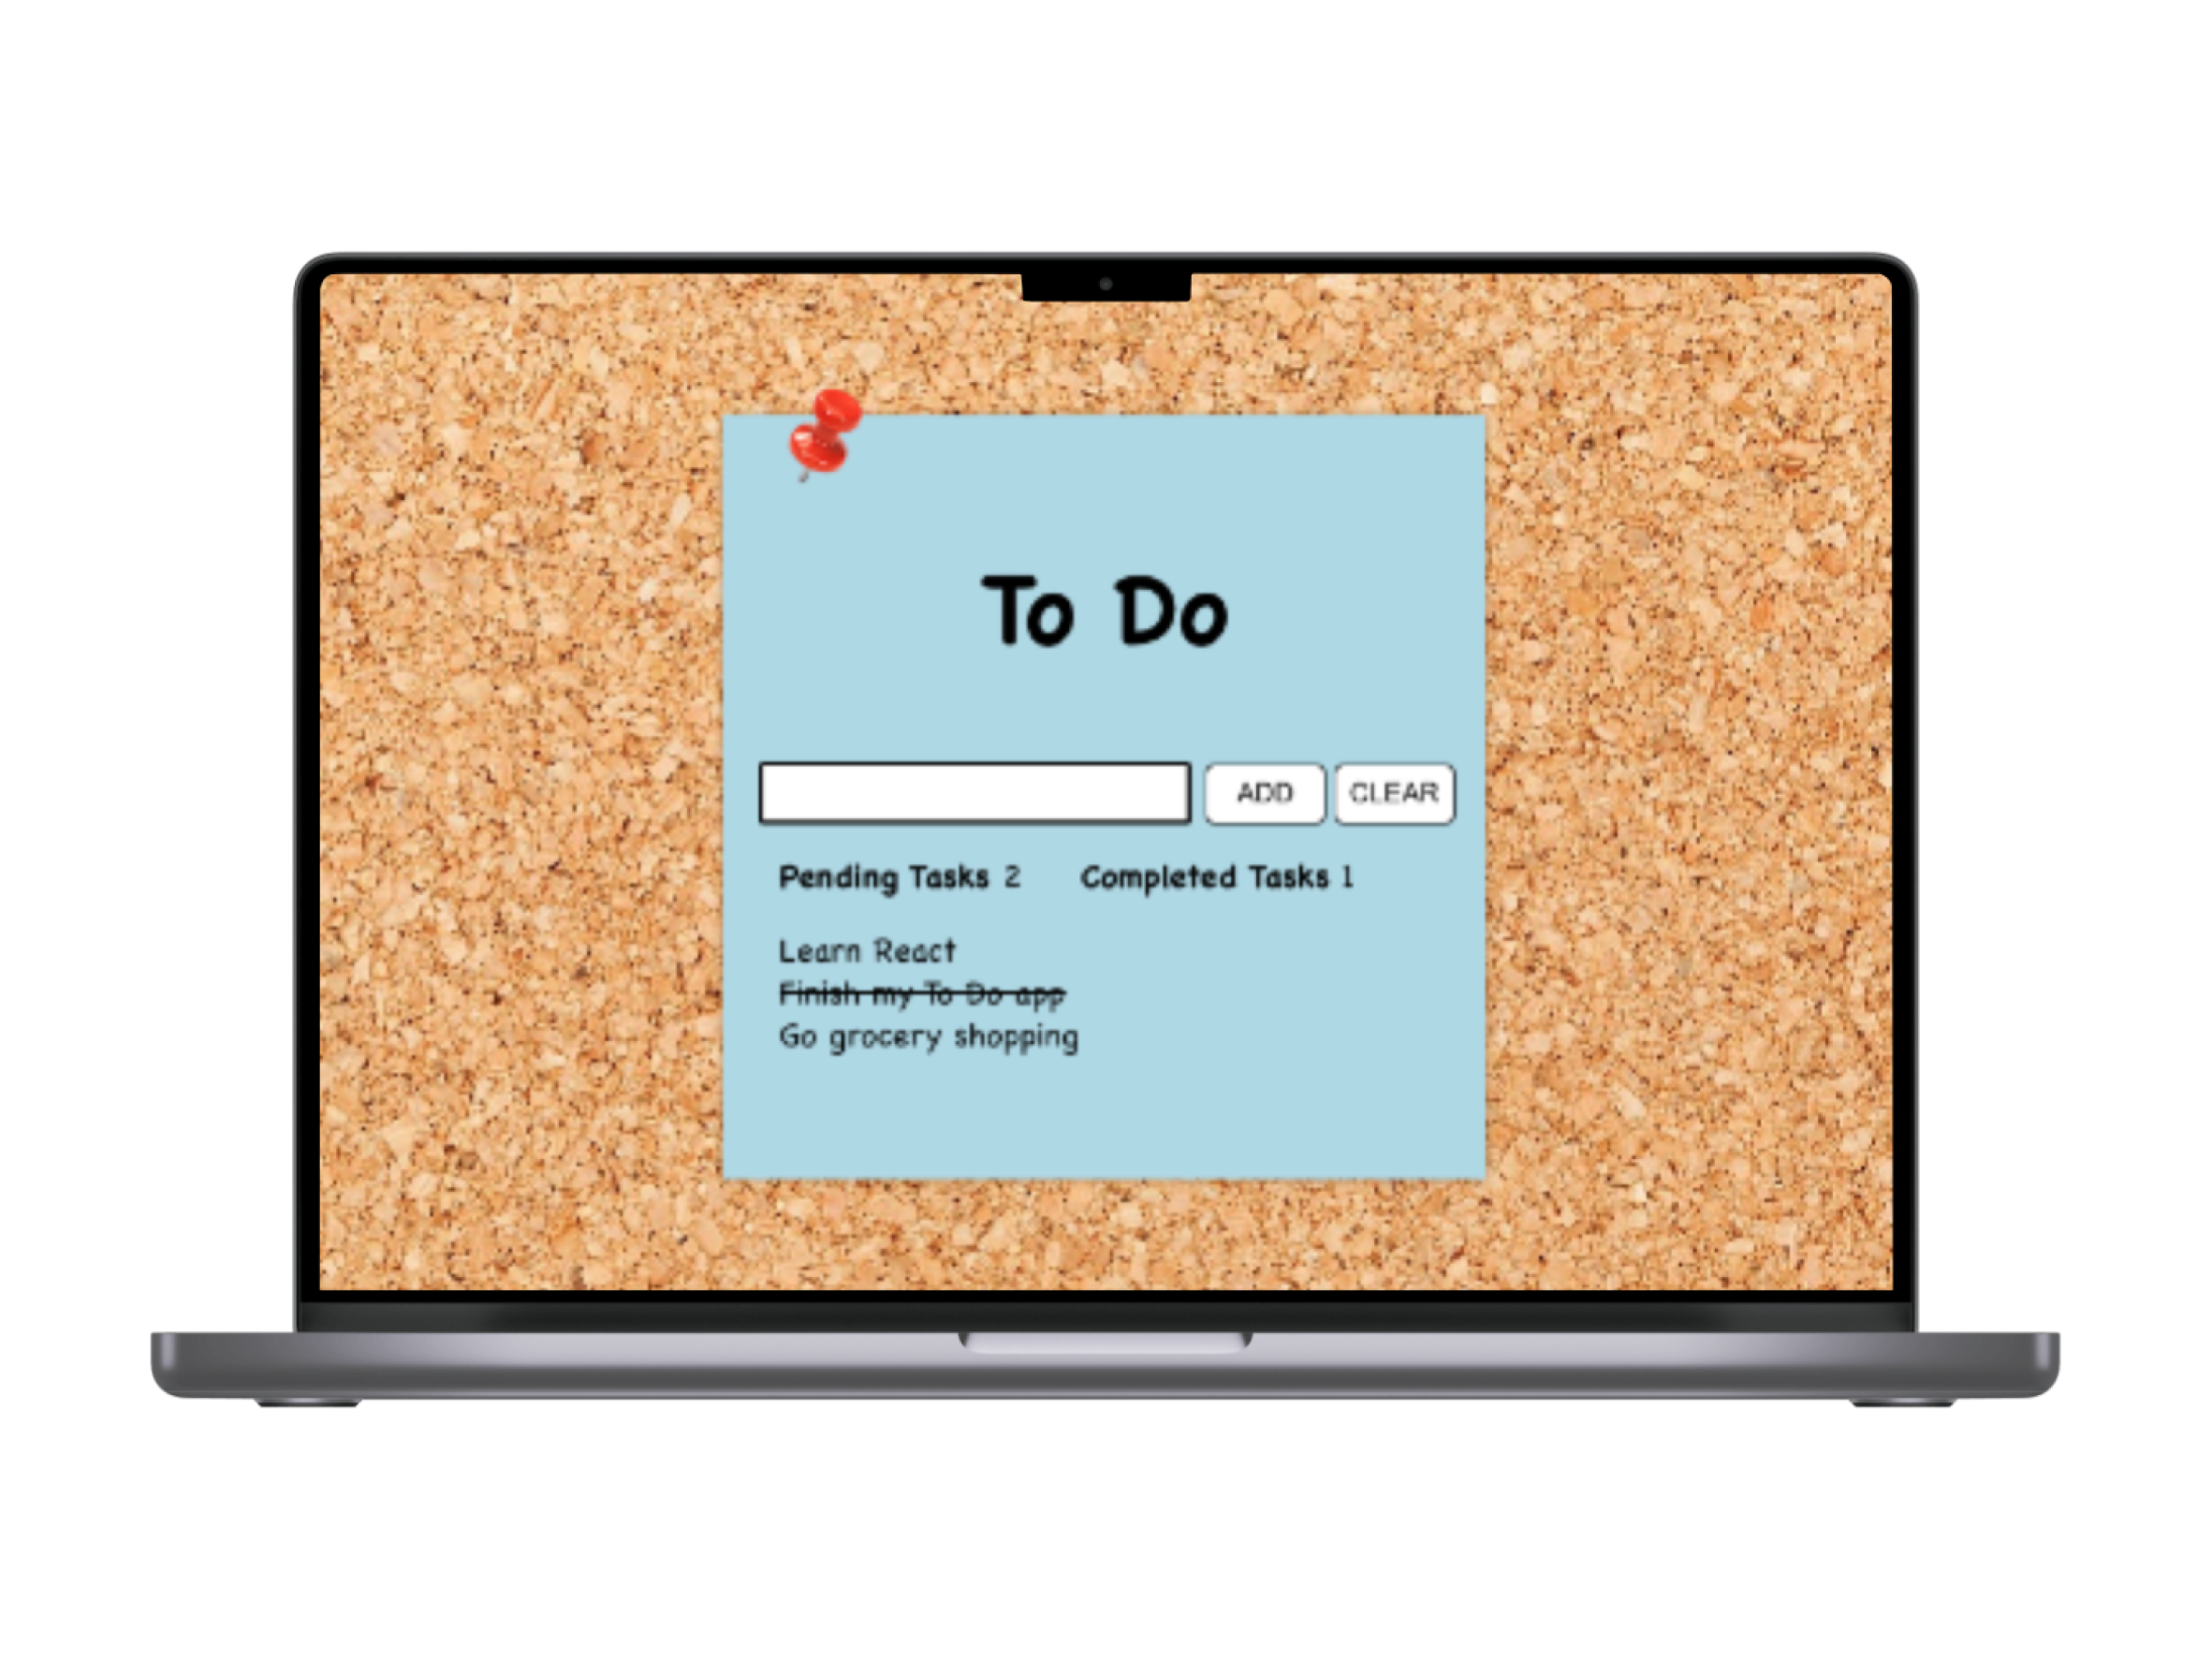 To Do
ADD CLEAR
Pending Tasks 2 Completed Tasks 1
Learn React
Finish my To Do app
Go grocery shopping